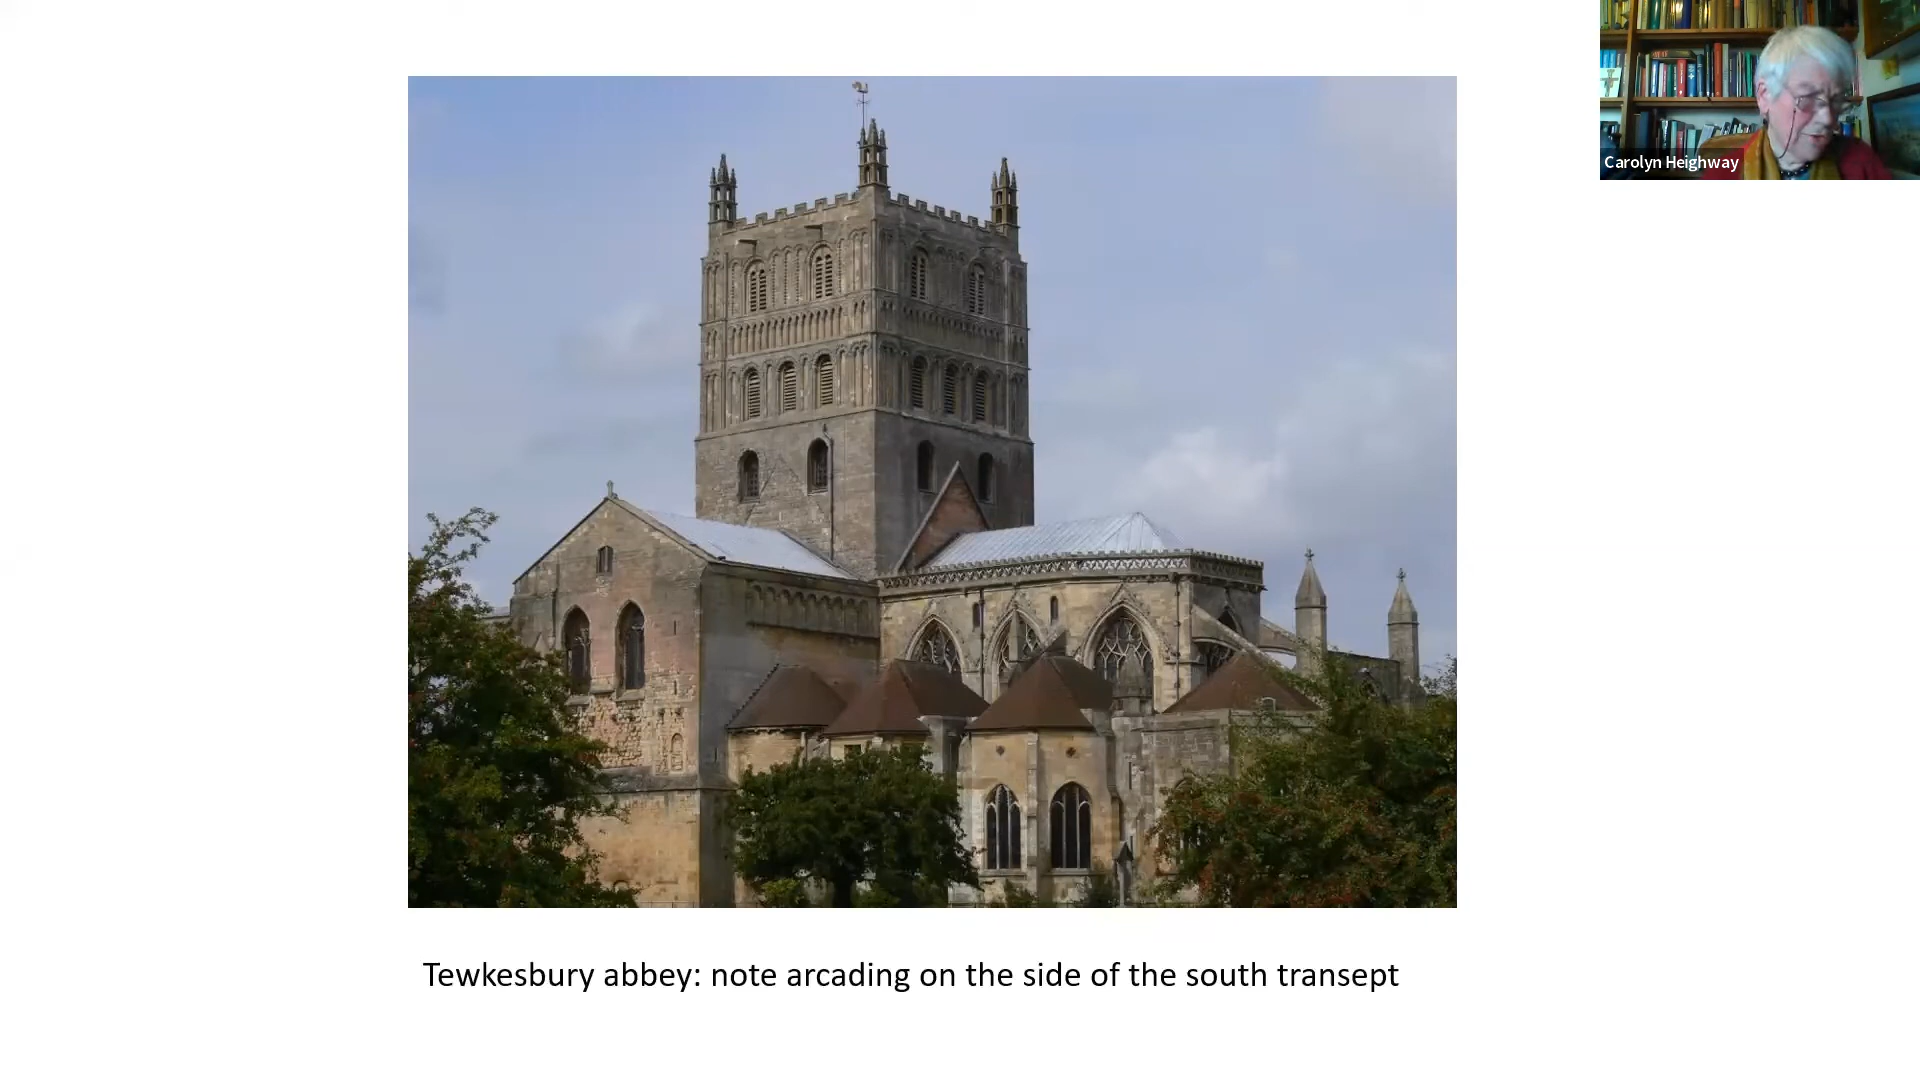 Carolyn Heighway
Tewkesbury abbey: note arcading on the side of the south transept